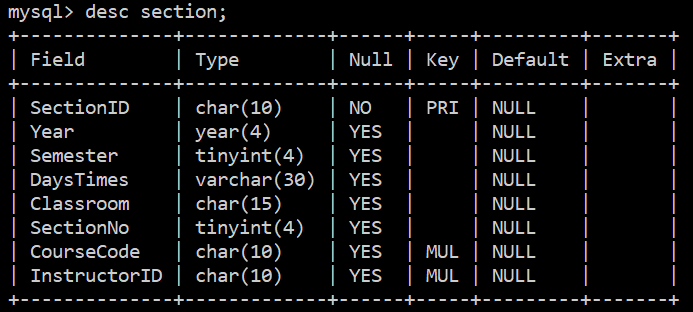 mysql> desc section;
+-------------+-------------+------+-----+---------+-------+
| Field | Type | Null | Key | Default | Extra |
+-------------+-------------+------+-----+---------+-------+
| SectionID | char(10) | NO | PRI | NULL | |
| Year | year(4) | YES | | NULL | |
| Semester | tinyint(4) | YES | | NULL | |
| DaysTimes | varchar(30) | YES | | NULL | |
| Classroom | char(15) | YES | | NULL | |
| SectionNo | tinyint(4) | YES | | NULL | |
| CourseCode | char(10) | YES | MUL | NULL | |
| InstructorID | char(10) | YES | MUL | NULL | |
+-------------+-------------+------+-----+---------+-------+